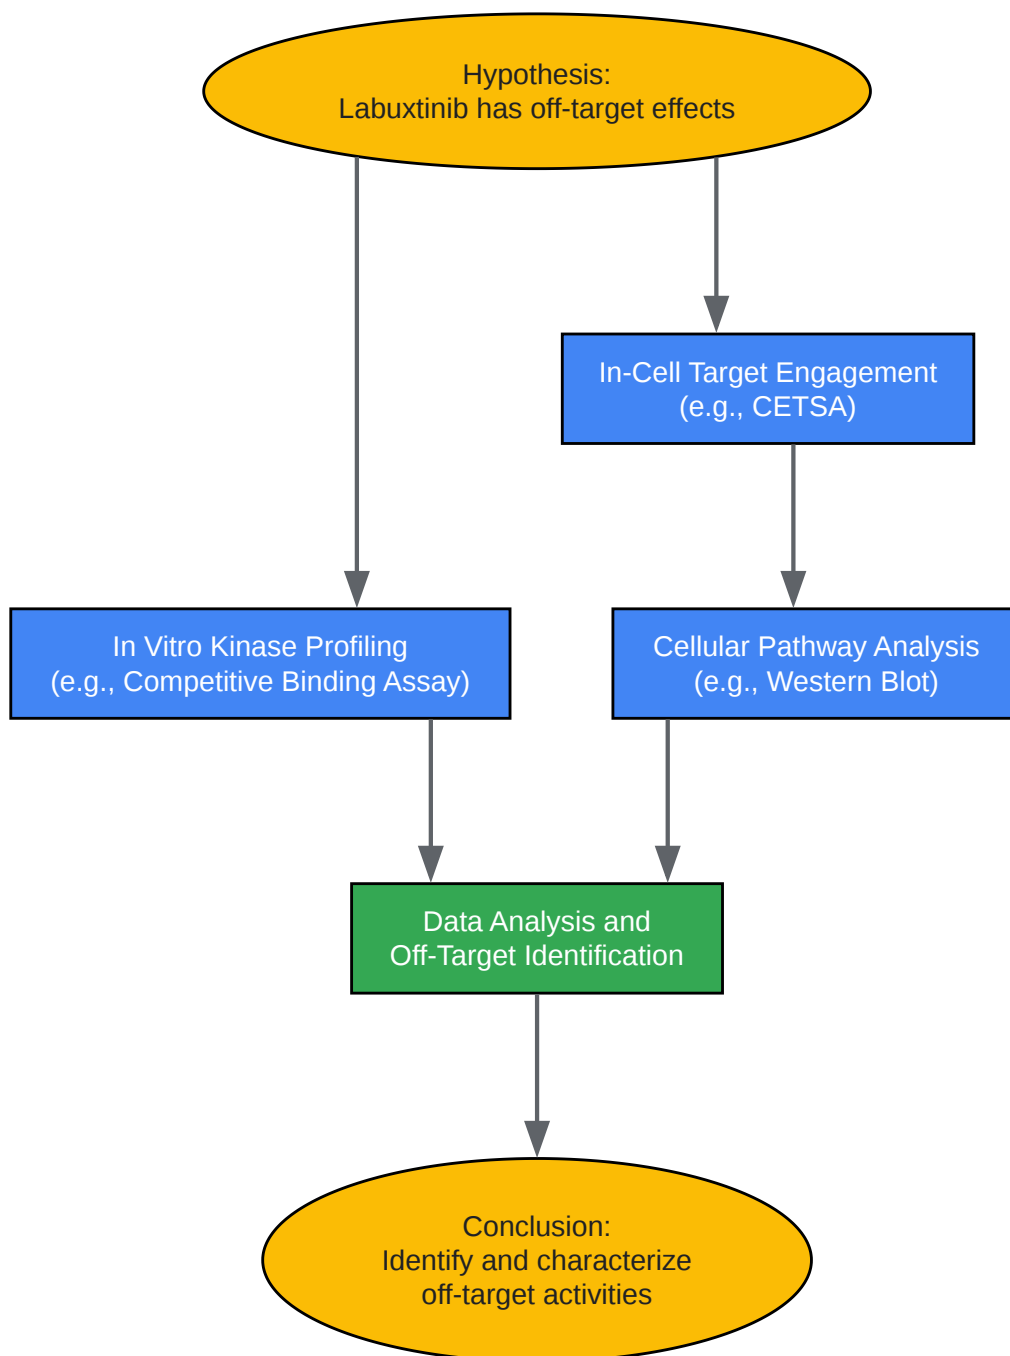 Hypothesis:
Labuxtinib has off-target effects
In-Cell Target Engagement
(e.g., CETSA)
In Vitro Kinase Profiling
(e.g., Competitive Binding Assay)
Cellular Pathway Analysis
(e.g., Western Blot)
Data Analysis and
Off-Target Identification
Conclusion:
Identify and characterize
off-target activities